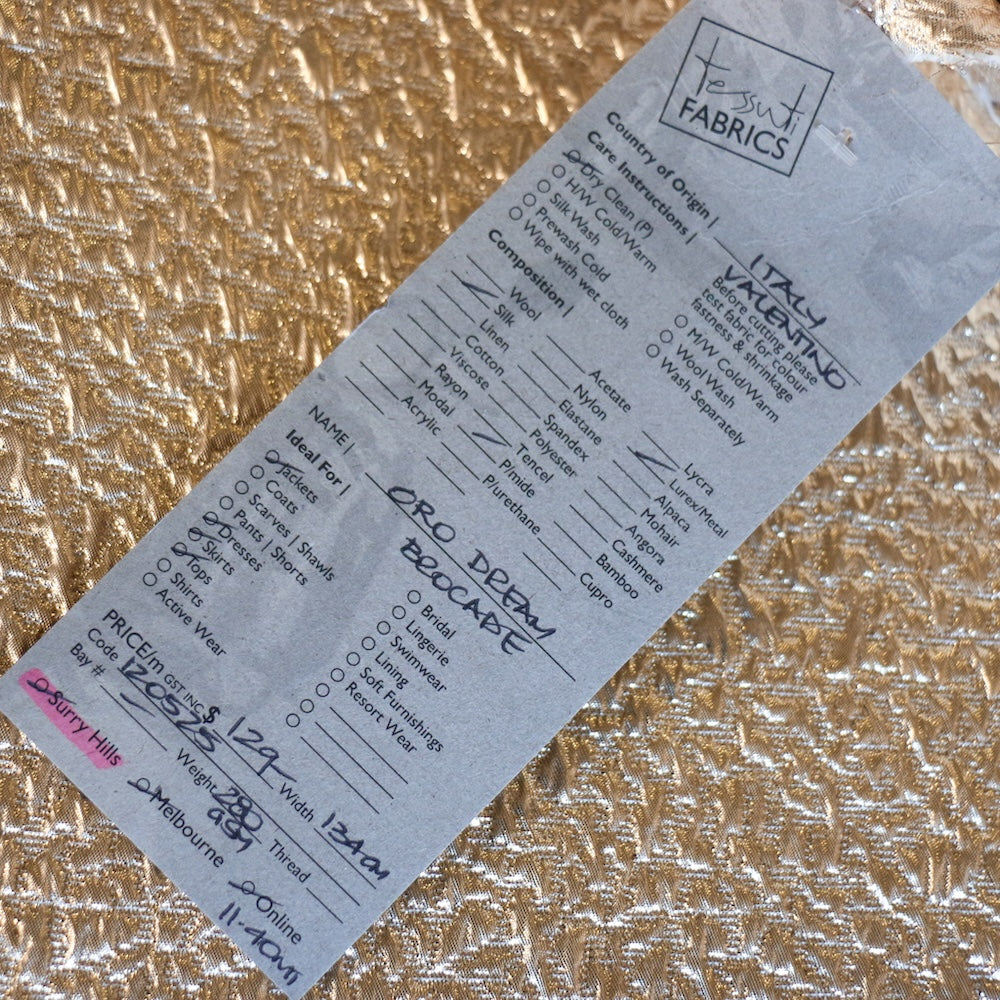 tessuti
FABRICS
Country of Origin | ITALY
Care Instructions | VALENTINO
Dry Clean (P)
H/W Cold/Warm
Silk Wash
Prewash Cold
Wipe with wet cloth
Before cutting please
test fabric for colour
fastness & shrinkage
M/W Cold/Warm
Wool Wash
Wash Separately
Composition |
Wool
Silk
Linen
Cotton
Viscose
Rayon
Modal
Acrylic
Acetate
Nylon
Elastane
Spandex
Polyester
Tencel
P/mide
P/urethane
Lycra
Lurex/Metal
Alpaca
Mohair
Angora
Cashmere
Bamboo
Cupro
NAME | ORO DREAM
BROCADE
Ideal For |
Jackets
Coats
Scarves | Shawls
Pants | Shorts
Dresses
Skirts
Tops
Shirts
Active Wear
Bridal
Lingerie
Swimwear
Lining
Soft Furnishings
Resort Wear
PRICE/m GST INC $ 129
Code 120525 Width 134cm
Bay # Weight 280 gsm Thread
Surry Hills Melbourne Online